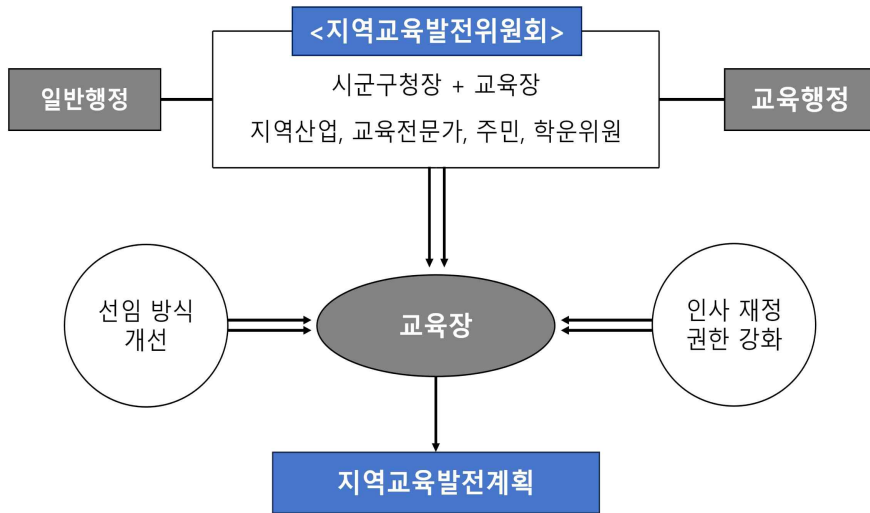 <지역교육발전위원회>
일반행정
시군구청장 + 교육장
지역산업, 교육전문가, 주민, 학운위원
교육행정
선임 방식
개선
교육장
인사 재정
권한 강화
지역교육발전계획